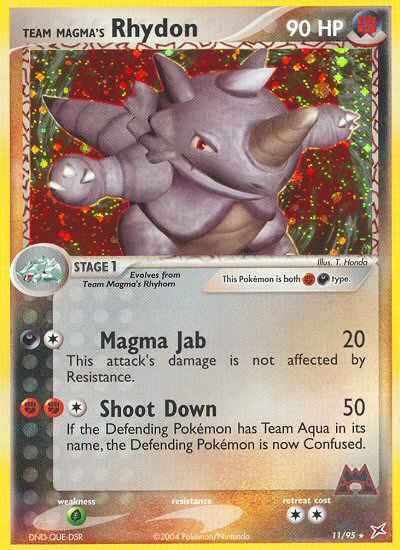 TEAM MAGMA'S Rhydon 90 HP
Illus. T. Honda
STAGE 1
Evolves from
Team Magma's Rhyhorn
This Pokémon is both type.
Magma Jab 20
This attack's damage is not affected by
Resistance.
Shoot Down 50
If the Defending Pokémon has Team Aqua in its
name, the Defending Pokémon is now Confused.
weakness resistance retreat cost
DND-QUE-DSR ©2004 Pokémon/Nintendo 11/95 ★